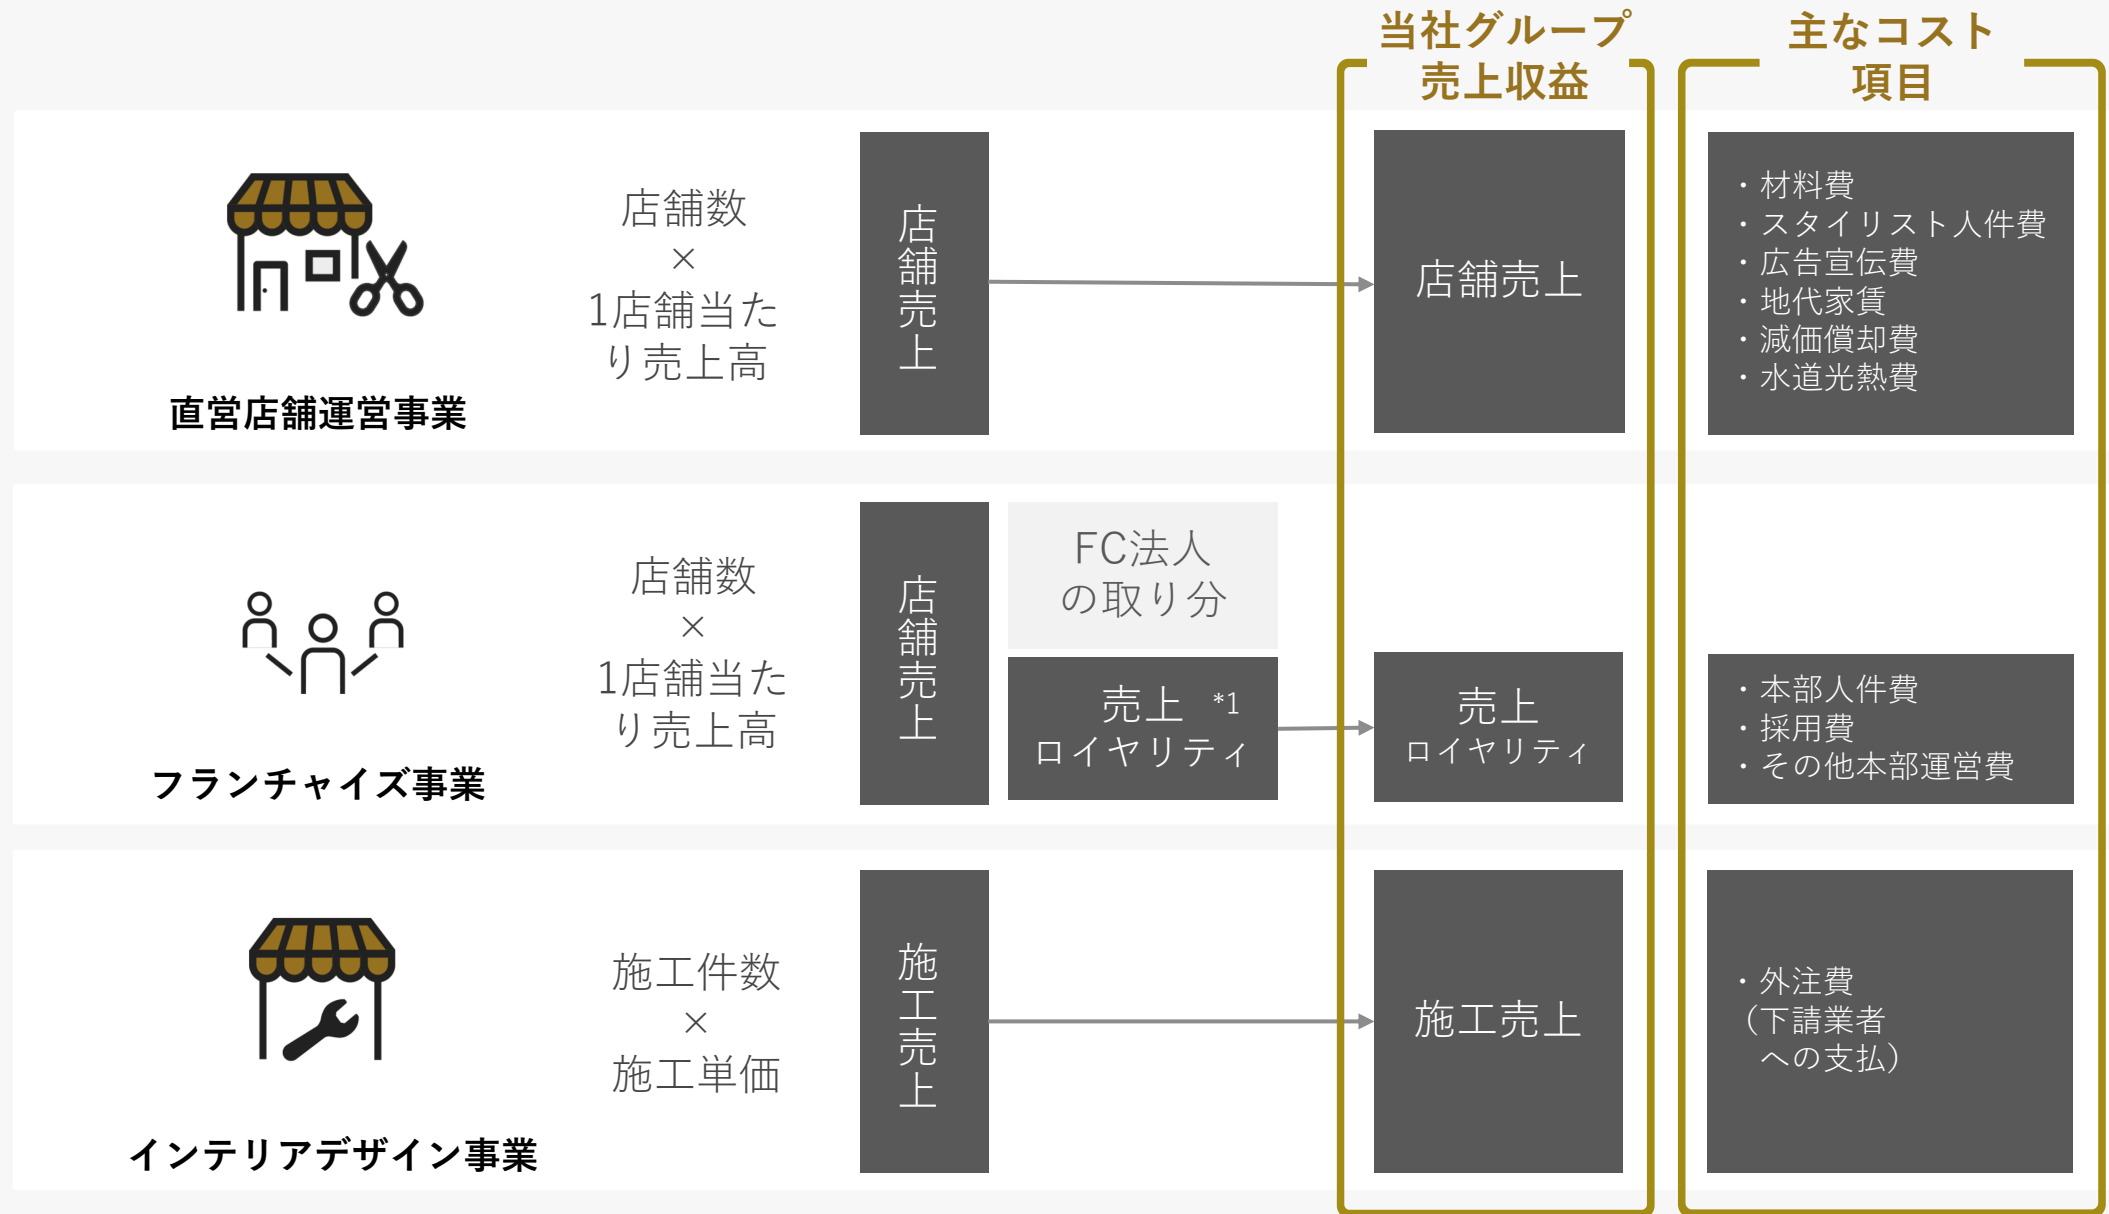 当社グループ
売上収益
主なコスト
項目
直営店舗運営事業
店舗数
×
1店舗当た
り売上高
店舗売上
店舗売上
・材料費
・スタイリスト人件費
・広告宣伝費
・地代家賃
・減価償却費
・水道光熱費
フランチャイズ事業
店舗数
×
1店舗当た
り売上高
店舗売上
FC法人
の取り分
売上 *1
ロイヤリティ
売上
ロイヤリティ
・本部人件費
・採用費
・その他本部運営費
インテリアデザイン事業
施工件数
×
施工単価
施工売上
施工売上
・外注費
（下請業者
への支払）